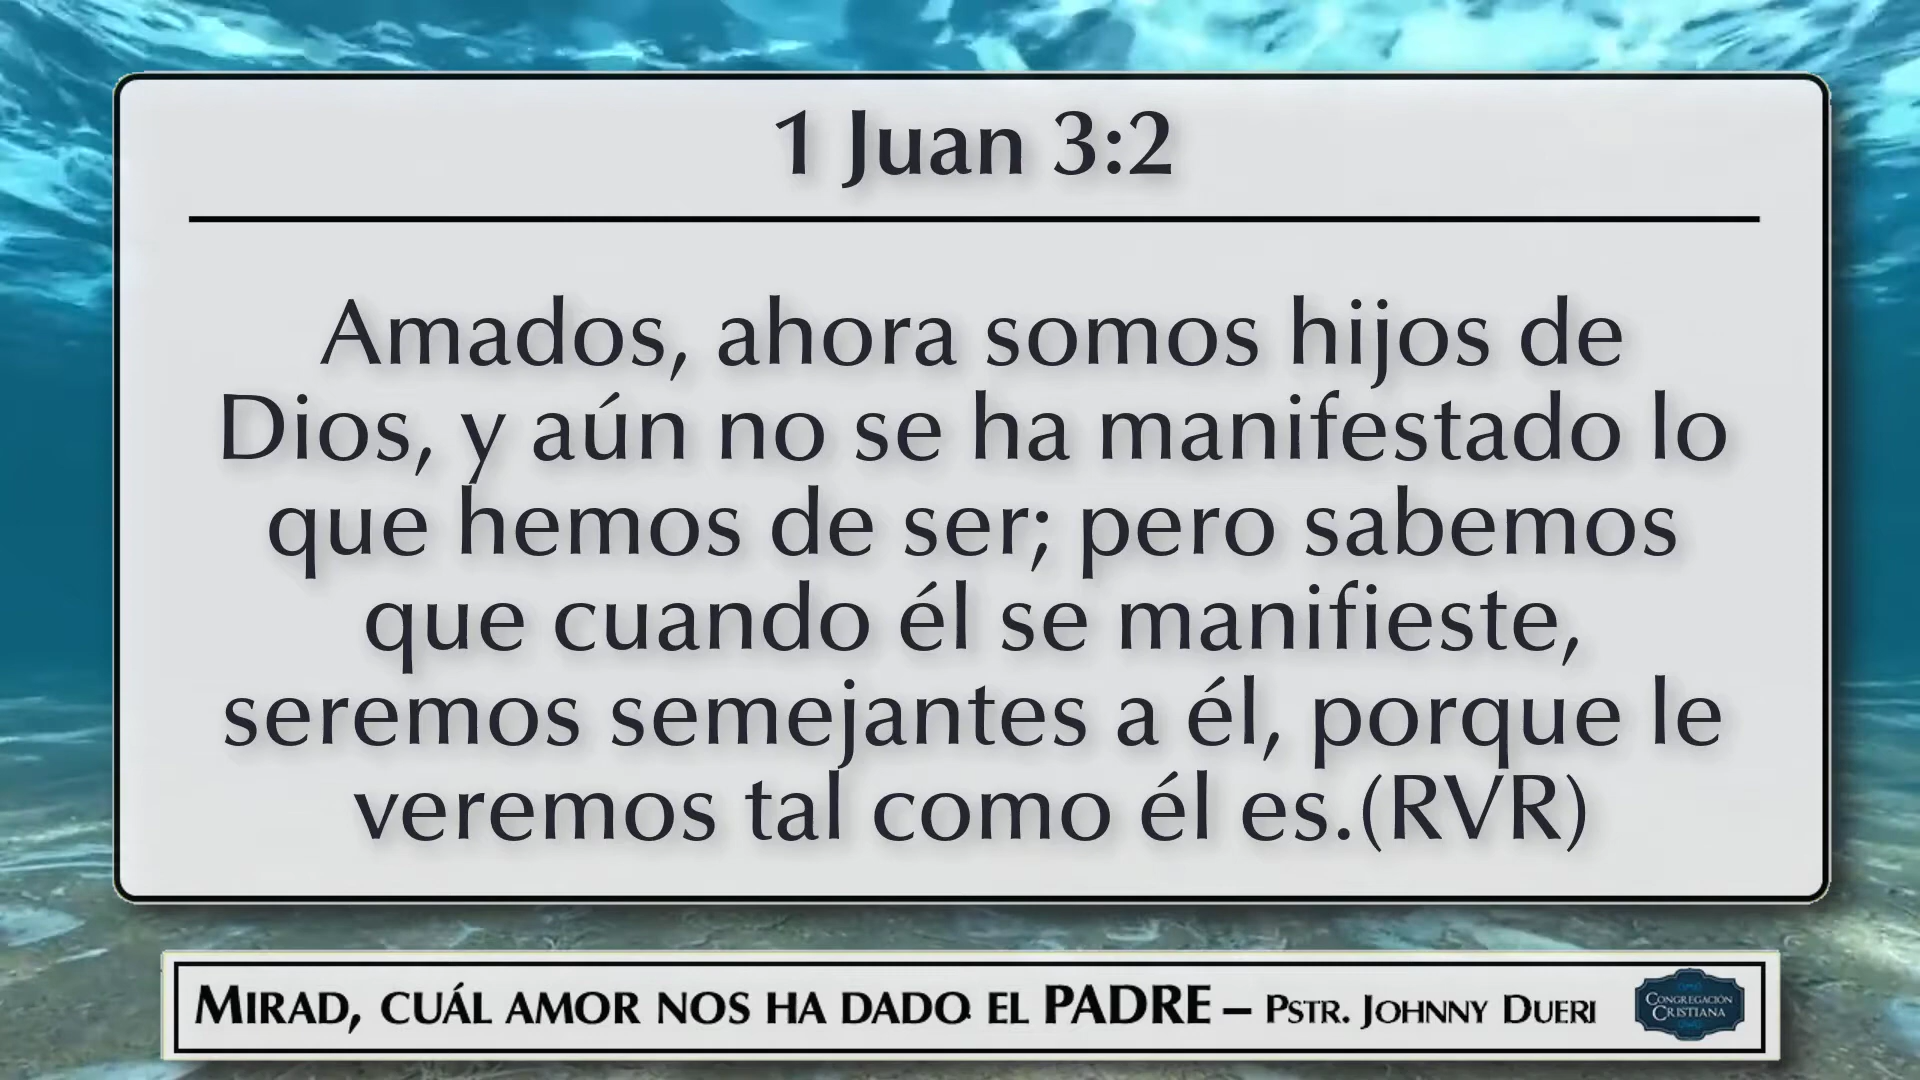 1 Juan 3:2
Amados, ahora somos hijos de
Dios, y aún no se ha manifestado lo
que hemos de ser; pero sabemos
que cuando él se manifieste,
seremos semejantes a él, porque le
veremos tal como él es.(RVR)
MIRAD, CUÁL AMOR NOS HA DADO EL PADRE – PSTR. JOHNNY DUERI
CONGREGACIÓN
CRISTIANA